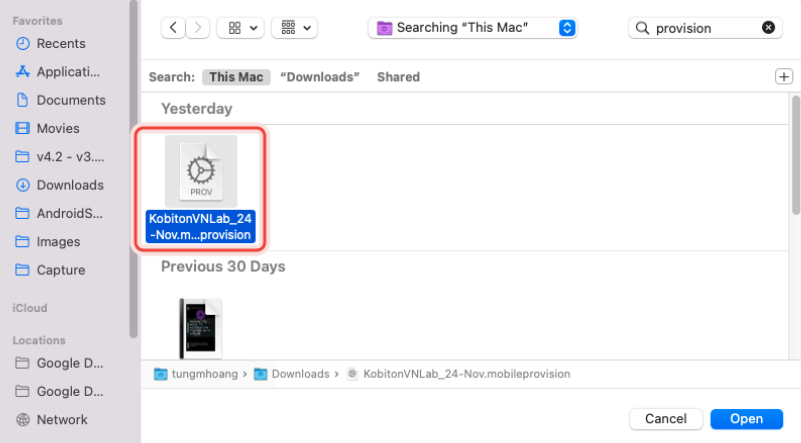 Favorites
Recents
Applicati...
Documents
Movies
v4.2 - v3....
Downloads
AndroidS...
Images
Capture
iCloud
Locations
Google D...
Google D...
Network
Searching "This Mac"
provision
Search: This Mac "Downloads" Shared
Yesterday
PROV
KobitonVNLab_24
-Nov.m...provision
Previous 30 Days
tungmhoang › Downloads › KobitonVNLab_24-Nov.mobileprovision
Cancel Open